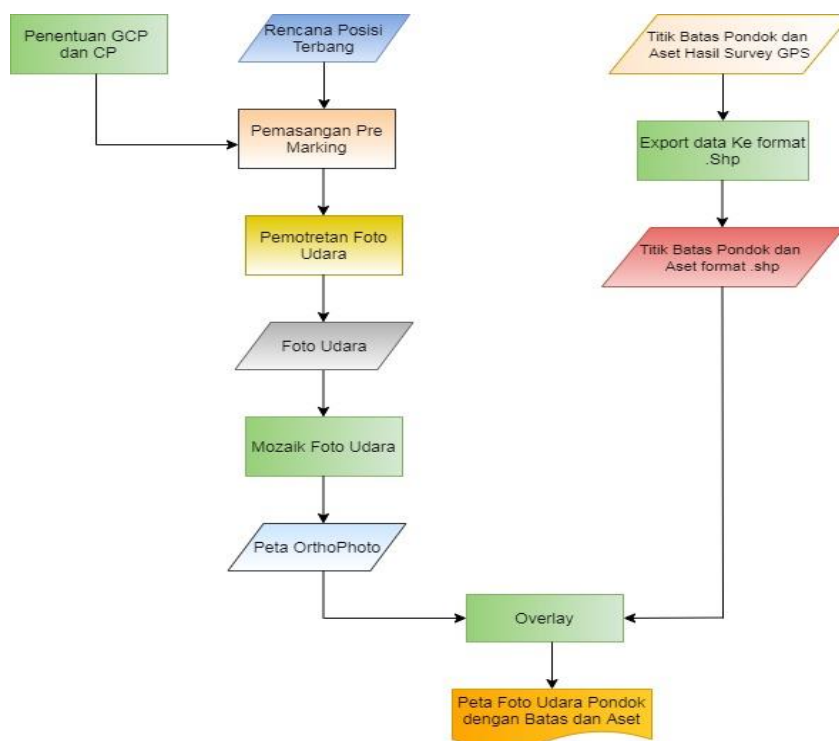 Penentuan GCP
dan CP
Rencana Posisi
Terbang
Titik Batas Pondok dan
Aset Hasil Survey GPS
Pemasangan Pre
Marking
Export data Ke format
.Shp
Pemotretan Foto
Udara
Titik Batas Pondok dan
Aset format .shp
Foto Udara
Mozaik Foto Udara
Peta OrthoPhoto
Overlay
Peta Foto Udara Pondok
dengan Batas dan Aset